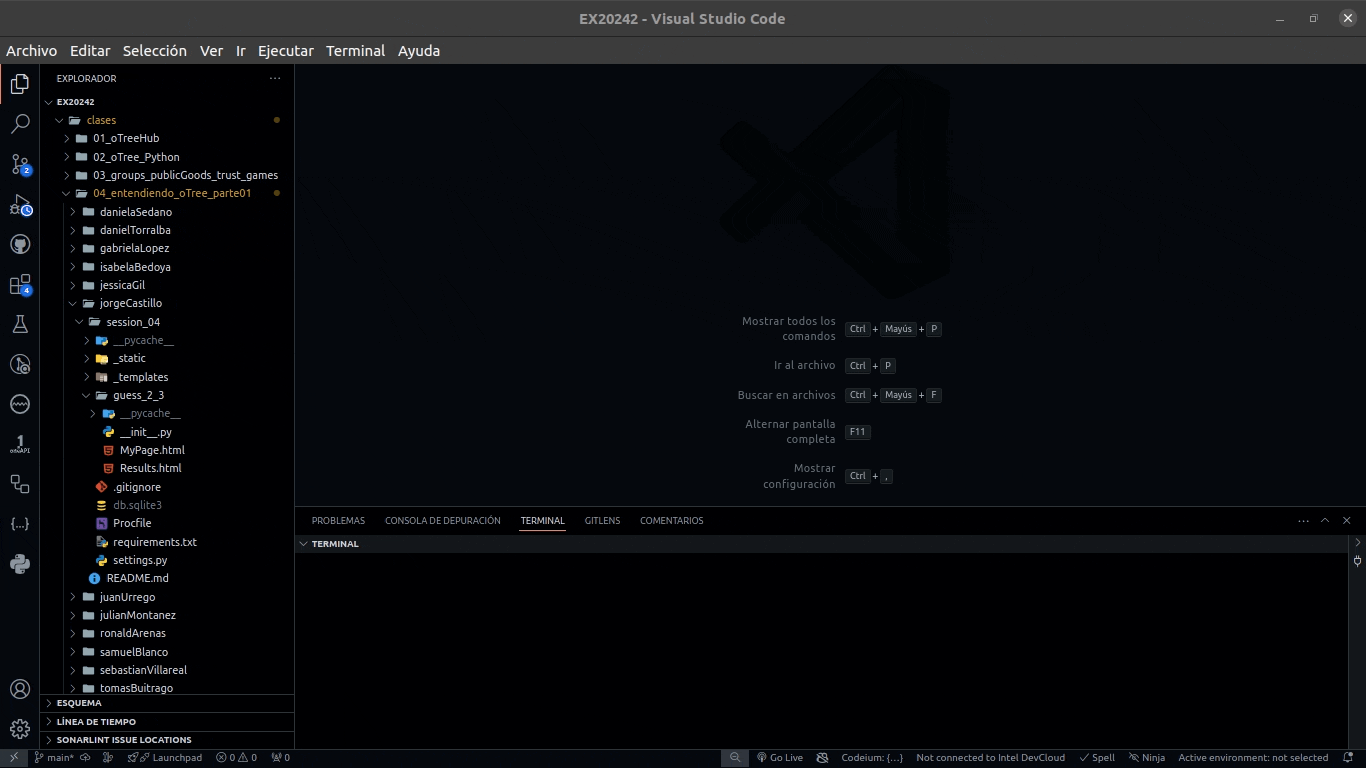 EX20242 - Visual Studio Code
Archivo Editar Selección Ver Ir Ejecutar Terminal Ayuda
EXPLORADOR
EX20242
clases
01_oTreeHub
02_oTree_Python
03_groups_publicGoods_trust_games
04_entendiendo_oTree_parte01
danielaSedano
danielTorralba
gabrielaLopez
isabelaBedoya
jessicaGil
jorgeCastillo
session_04
__pycache__
_static
_templates
guess_2_3
__pycache__
__init__.py
MyPage.html
Results.html
.gitignore
db.sqlite3
Procfile
requirements.txt
settings.py
README.md
juanUrrego
julianMontanez
ronaldArenas
samuelBlanco
sebastianVillareal
tomasBuitrago
ESQUEMA
LÍNEA DE TIEMPO
SONARLINT ISSUE LOCATIONS
2
4
1
oneAPI
{...}
Mostrar todos los
comandos
Ctrl + Mayús + P
Ir al archivo
Ctrl + P
Buscar en archivos
Ctrl + Mayús + F
Alternar pantalla
completa
F11
Mostrar
configuración
Ctrl + ,
PROBLEMAS CONSOLA DE DEPURACIÓN TERMINAL GITLENS COMENTARIOS
TERMINAL
main* Launchpad 0 0 0 Go Live Codeium: {...} Not connected to Intel DevCloud Spell Ninja Active environment: not selected